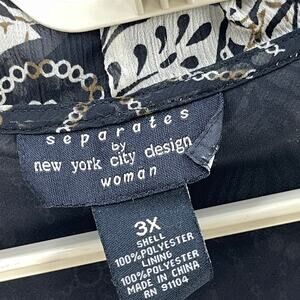 separates
by
new york city design
woman
3X
SHELL
100% POLYESTER
LINING
100% POLYESTER
MADE IN CHINA
RN 91104